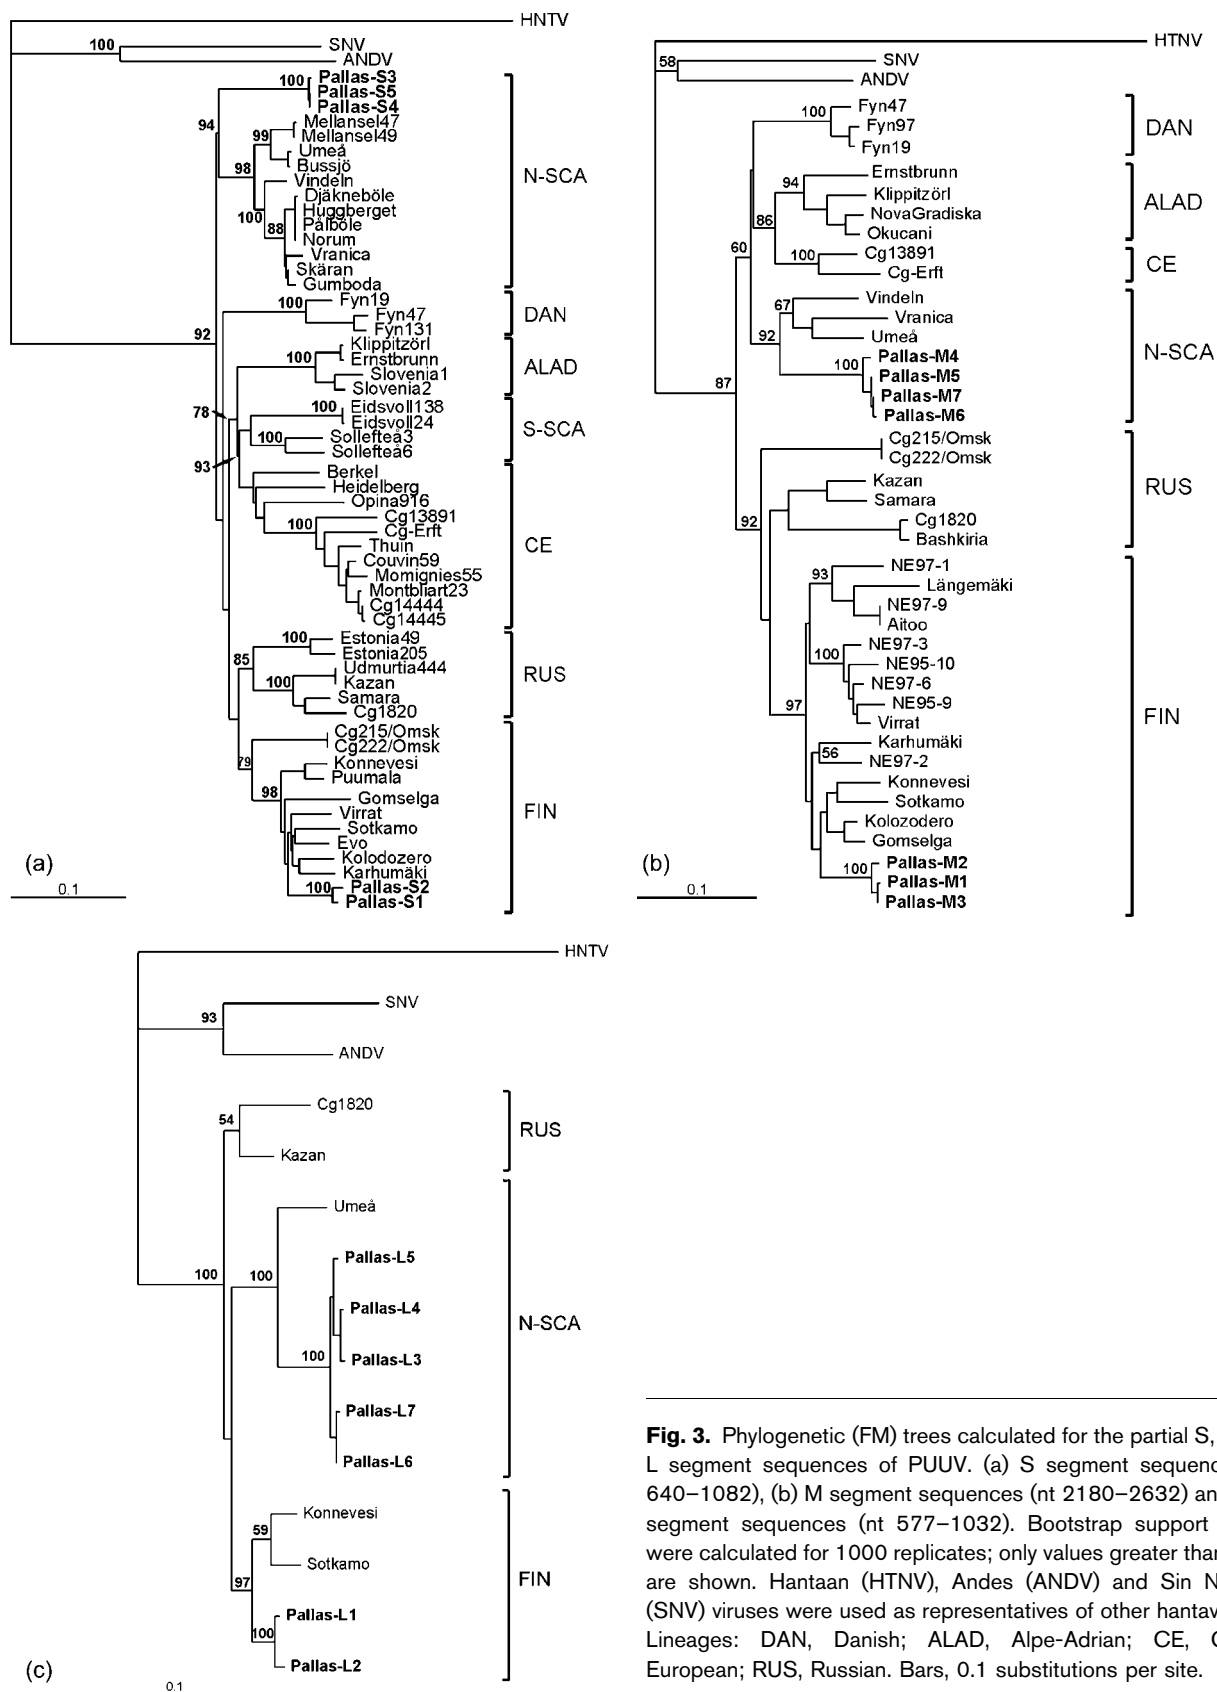 HNTV
100
SNV
ANDV
100
Pallas-S3
Pallas-S5
Pallas-S4
94
Mellansel47
99
Mellansel49
Umeå
98
Bussjö
Vindeln
Djäkneböle
100
Huggberget
88
Pålböle
Norum
Vranica
Skäran
Gumboda
N-SCA
100
Fyn19
Fyn47
Fyn131
DAN
92
Klippitzörl
100
Ernstbrunn
Slovenia1
Slovenia2
ALAD
78
100
Eidsvoll138
Eidsvoll24
100
Sollefteå3
Sollefteå6
S-SCA
93
Berkel
Heidelberg
Opina916
100
Cg13891
Cg-Erft
Thuin
Couvin59
Momignies55
Montbliart23
Cg14444
Cg14445
CE
100
Estonia49
Estonia205
85
Udmurtia444
100
Kazan
Samara
Cg1820
RUS
Cg215/Omsk
Cg222/Omsk
79
Konnevesi
Puumala
98
Gomselga
Virrat
Sotkamo
Evo
Kolodozero
Karhumäki
100
Pallas-S2
Pallas-S1
FIN
(a)
0.1
HTNV
58
SNV
ANDV
100
Fyn47
Fyn97
Fyn19
DAN
Ernstbrunn
94
Klippitzörl
NovaGradiska
86
Okucani
ALAD
60
100
Cg13891
Cg-Erft
CE
67
Vindeln
Vranica
92
Umeå
100
Pallas-M4
Pallas-M5
Pallas-M7
Pallas-M6
N-SCA
87
Cg215/Omsk
Cg222/Omsk
Kazan
Samara
92
Cg1820
Bashkiria
RUS
93
NE97-1
Längemäki
NE97-9
Aitoo
NE97-3
100
NE95-10
NE97-6
NE95-9
97
Virrat
Karhumäki
56
NE97-2
Konnevesi
Sotkamo
Kolozodero
Gomselga
100
Pallas-M2
Pallas-M1
Pallas-M3
FIN
(b)
0.1
HNTV
93
SNV
ANDV
54
Cg1820
Kazan
RUS
100
Umeå
100
Pallas-L5
Pallas-L4
100
Pallas-L3
Pallas-L7
Pallas-L6
N-SCA
Konnevesi
59
Sotkamo
97
Pallas-L1
100
Pallas-L2
FIN
(c)
0.1
Fig. 3. Phylogenetic (FM) trees calculated for the partial S,
L segment sequences of PUUV. (a) S segment sequenc
640–1082), (b) M segment sequences (nt 2180–2632) an
segment sequences (nt 577–1032). Bootstrap support
were calculated for 1000 replicates; only values greater than
are shown. Hantaan (HTNV), Andes (ANDV) and Sin N
(SNV) viruses were used as representatives of other hantav
Lineages: DAN, Danish; ALAD, Alpe-Adrian; CE, C
European; RUS, Russian. Bars, 0.1 substitutions per site.